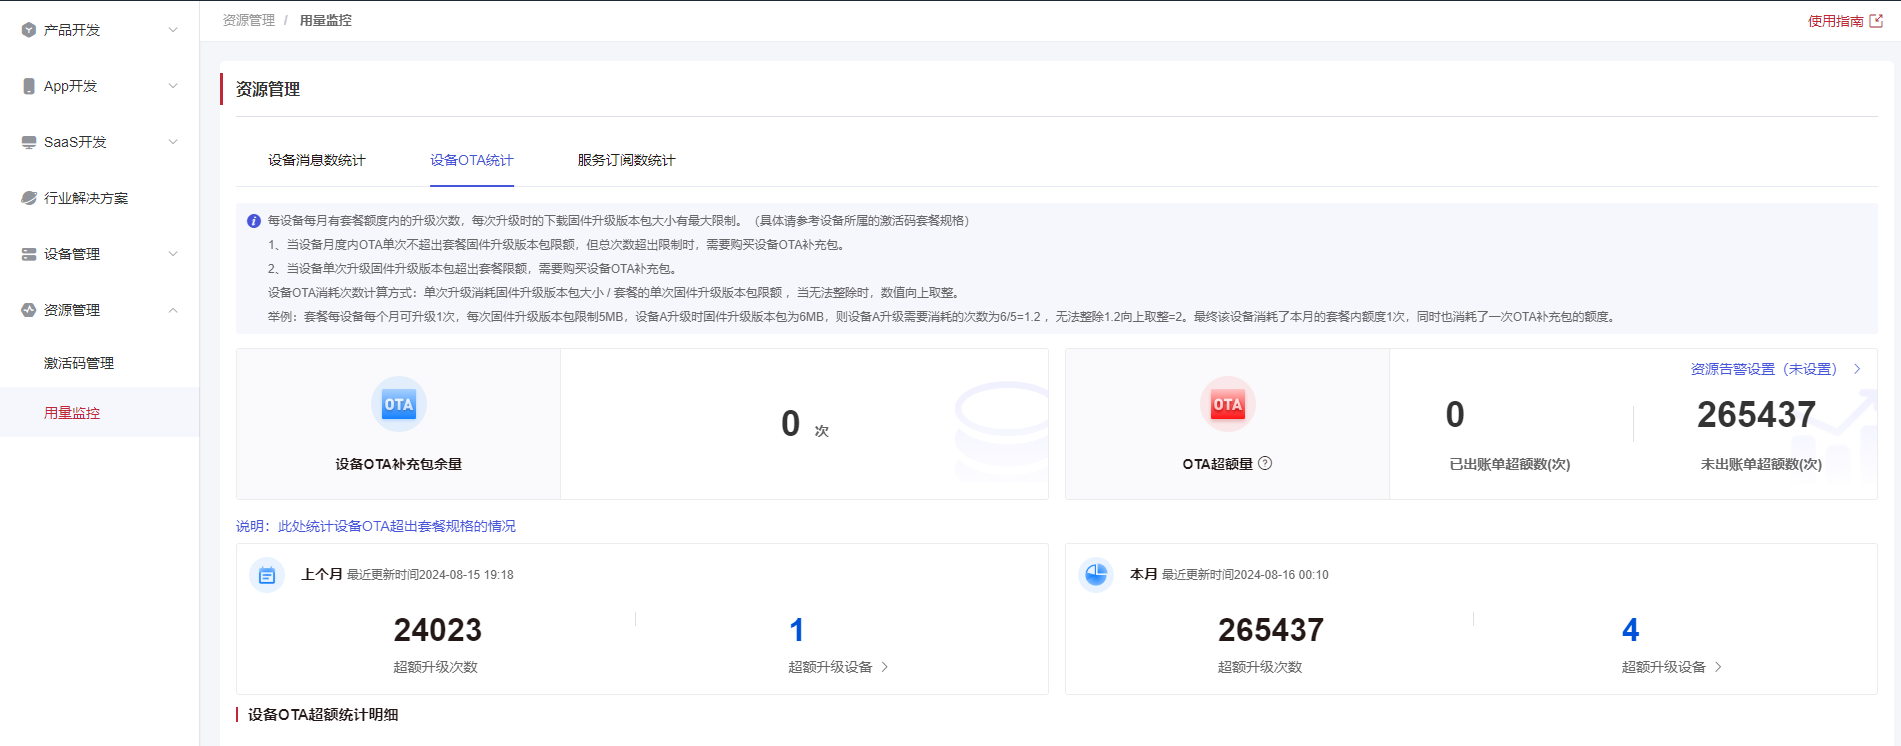 产品开发
App开发
SaaS开发
行业解决方案
设备管理
资源管理
激活码管理
用量监控
资源管理 / 用量监控
使用指南
资源管理
设备消息数统计 设备OTA统计 服务订阅数统计
每设备每月有套餐额度内的升级次数，每次升级时的下载固件升级版本包大小有最大限制。（具体请参考设备所属的激活码套餐规格）
1、当设备月度内OTA单次不超出套餐固件升级版本包限额，但总次数超出限制时，需要购买设备OTA补充包。
2、当设备单次升级固件升级版本包超出套餐限额，需要购买设备OTA补充包。
设备OTA消耗次数计算方式：单次升级消耗固件升级版本包大小 / 套餐的单次固件升级版本包限额 ，当无法整除时，数值向上取整。
举例：套餐每设备每个月可升级1次，每次固件升级版本包限制5MB，设备A升级时固件升级版本包为6MB，则设备A升级需要消耗的次数为6/5=1.2 ，无法整除1.2向上取整=2。最终该设备消耗了本月的套餐内额度1次，同时也消耗了一次OTA补充包的额度。
OTA
设备OTA补充包余量
0 次
OTA
OTA超额量
资源告警设置（未设置）
0
已出账单超额数(次)
265437
未出账单超额数(次)
说明：此处统计设备OTA超出套餐规格的情况
上个月 最近更新时间2024-08-15 19:18
24023
超额升级次数
1
超额升级设备
本月 最近更新时间2024-08-16 00:10
265437
超额升级次数
4
超额升级设备
设备OTA超额统计明细